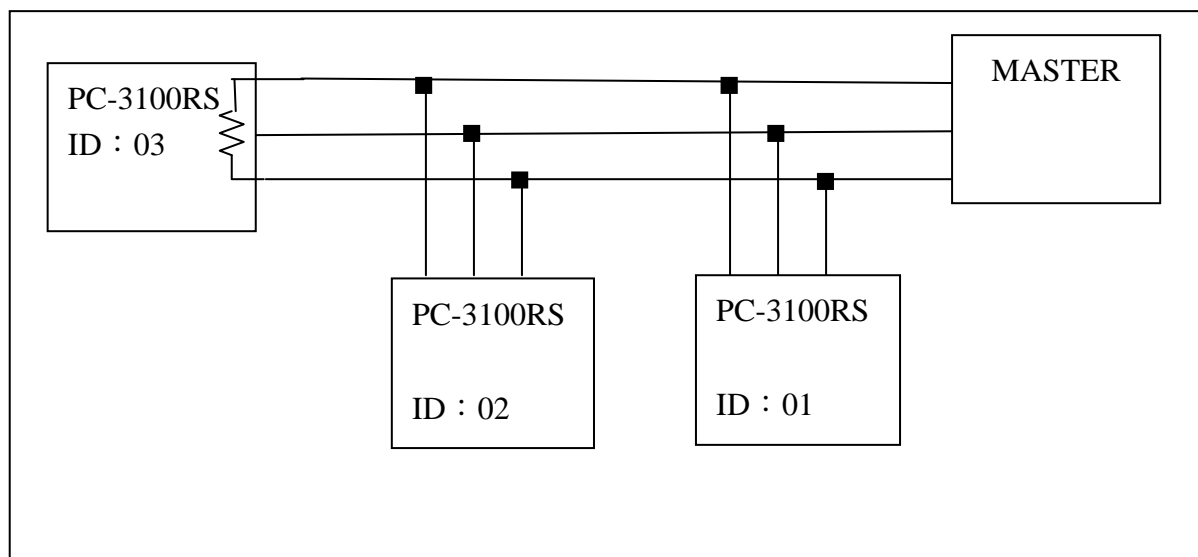 MASTER
PC-3100RS
ID：03
PC-3100RS
ID：02
PC-3100RS
ID：01